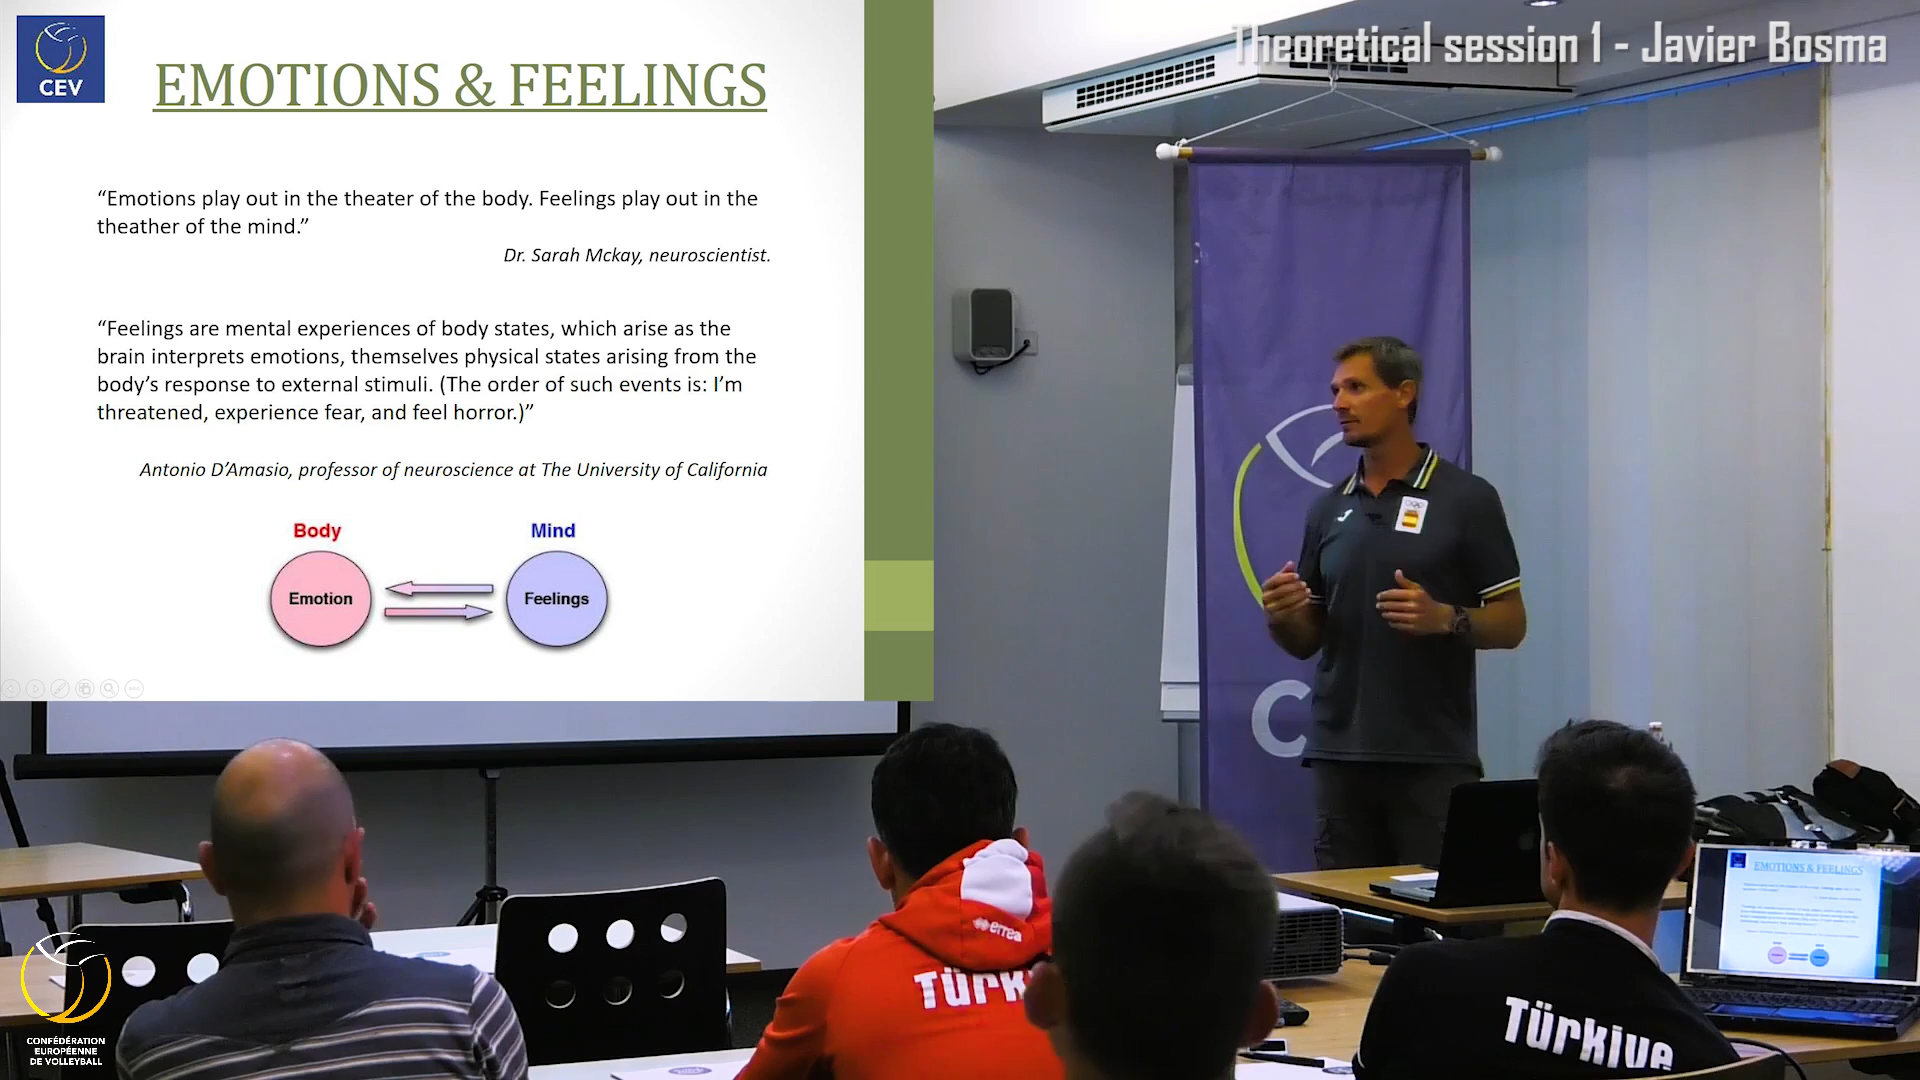 CEV
EMOTIONS & FEELINGS
“Emotions play out in the theater of the body. Feelings play out in the
theather of the mind.”
Dr. Sarah Mckay, neuroscientist.
“Feelings are mental experiences of body states, which arise as the
brain interprets emotions, themselves physical states arising from the
body’s response to external stimuli. (The order of such events is: I’m
threatened, experience fear, and feel horror.)”
Antonio D’Amasio, professor of neuroscience at The University of California
Body
Mind
Emotion
Feelings
Theoretical session 1 - Javier Bosma
C
errea
Türk
Türkiye
EMOTIONS & FEELINGS
CONFÉDÉRATION
EUROPÉENNE
DE VOLLEYBALL